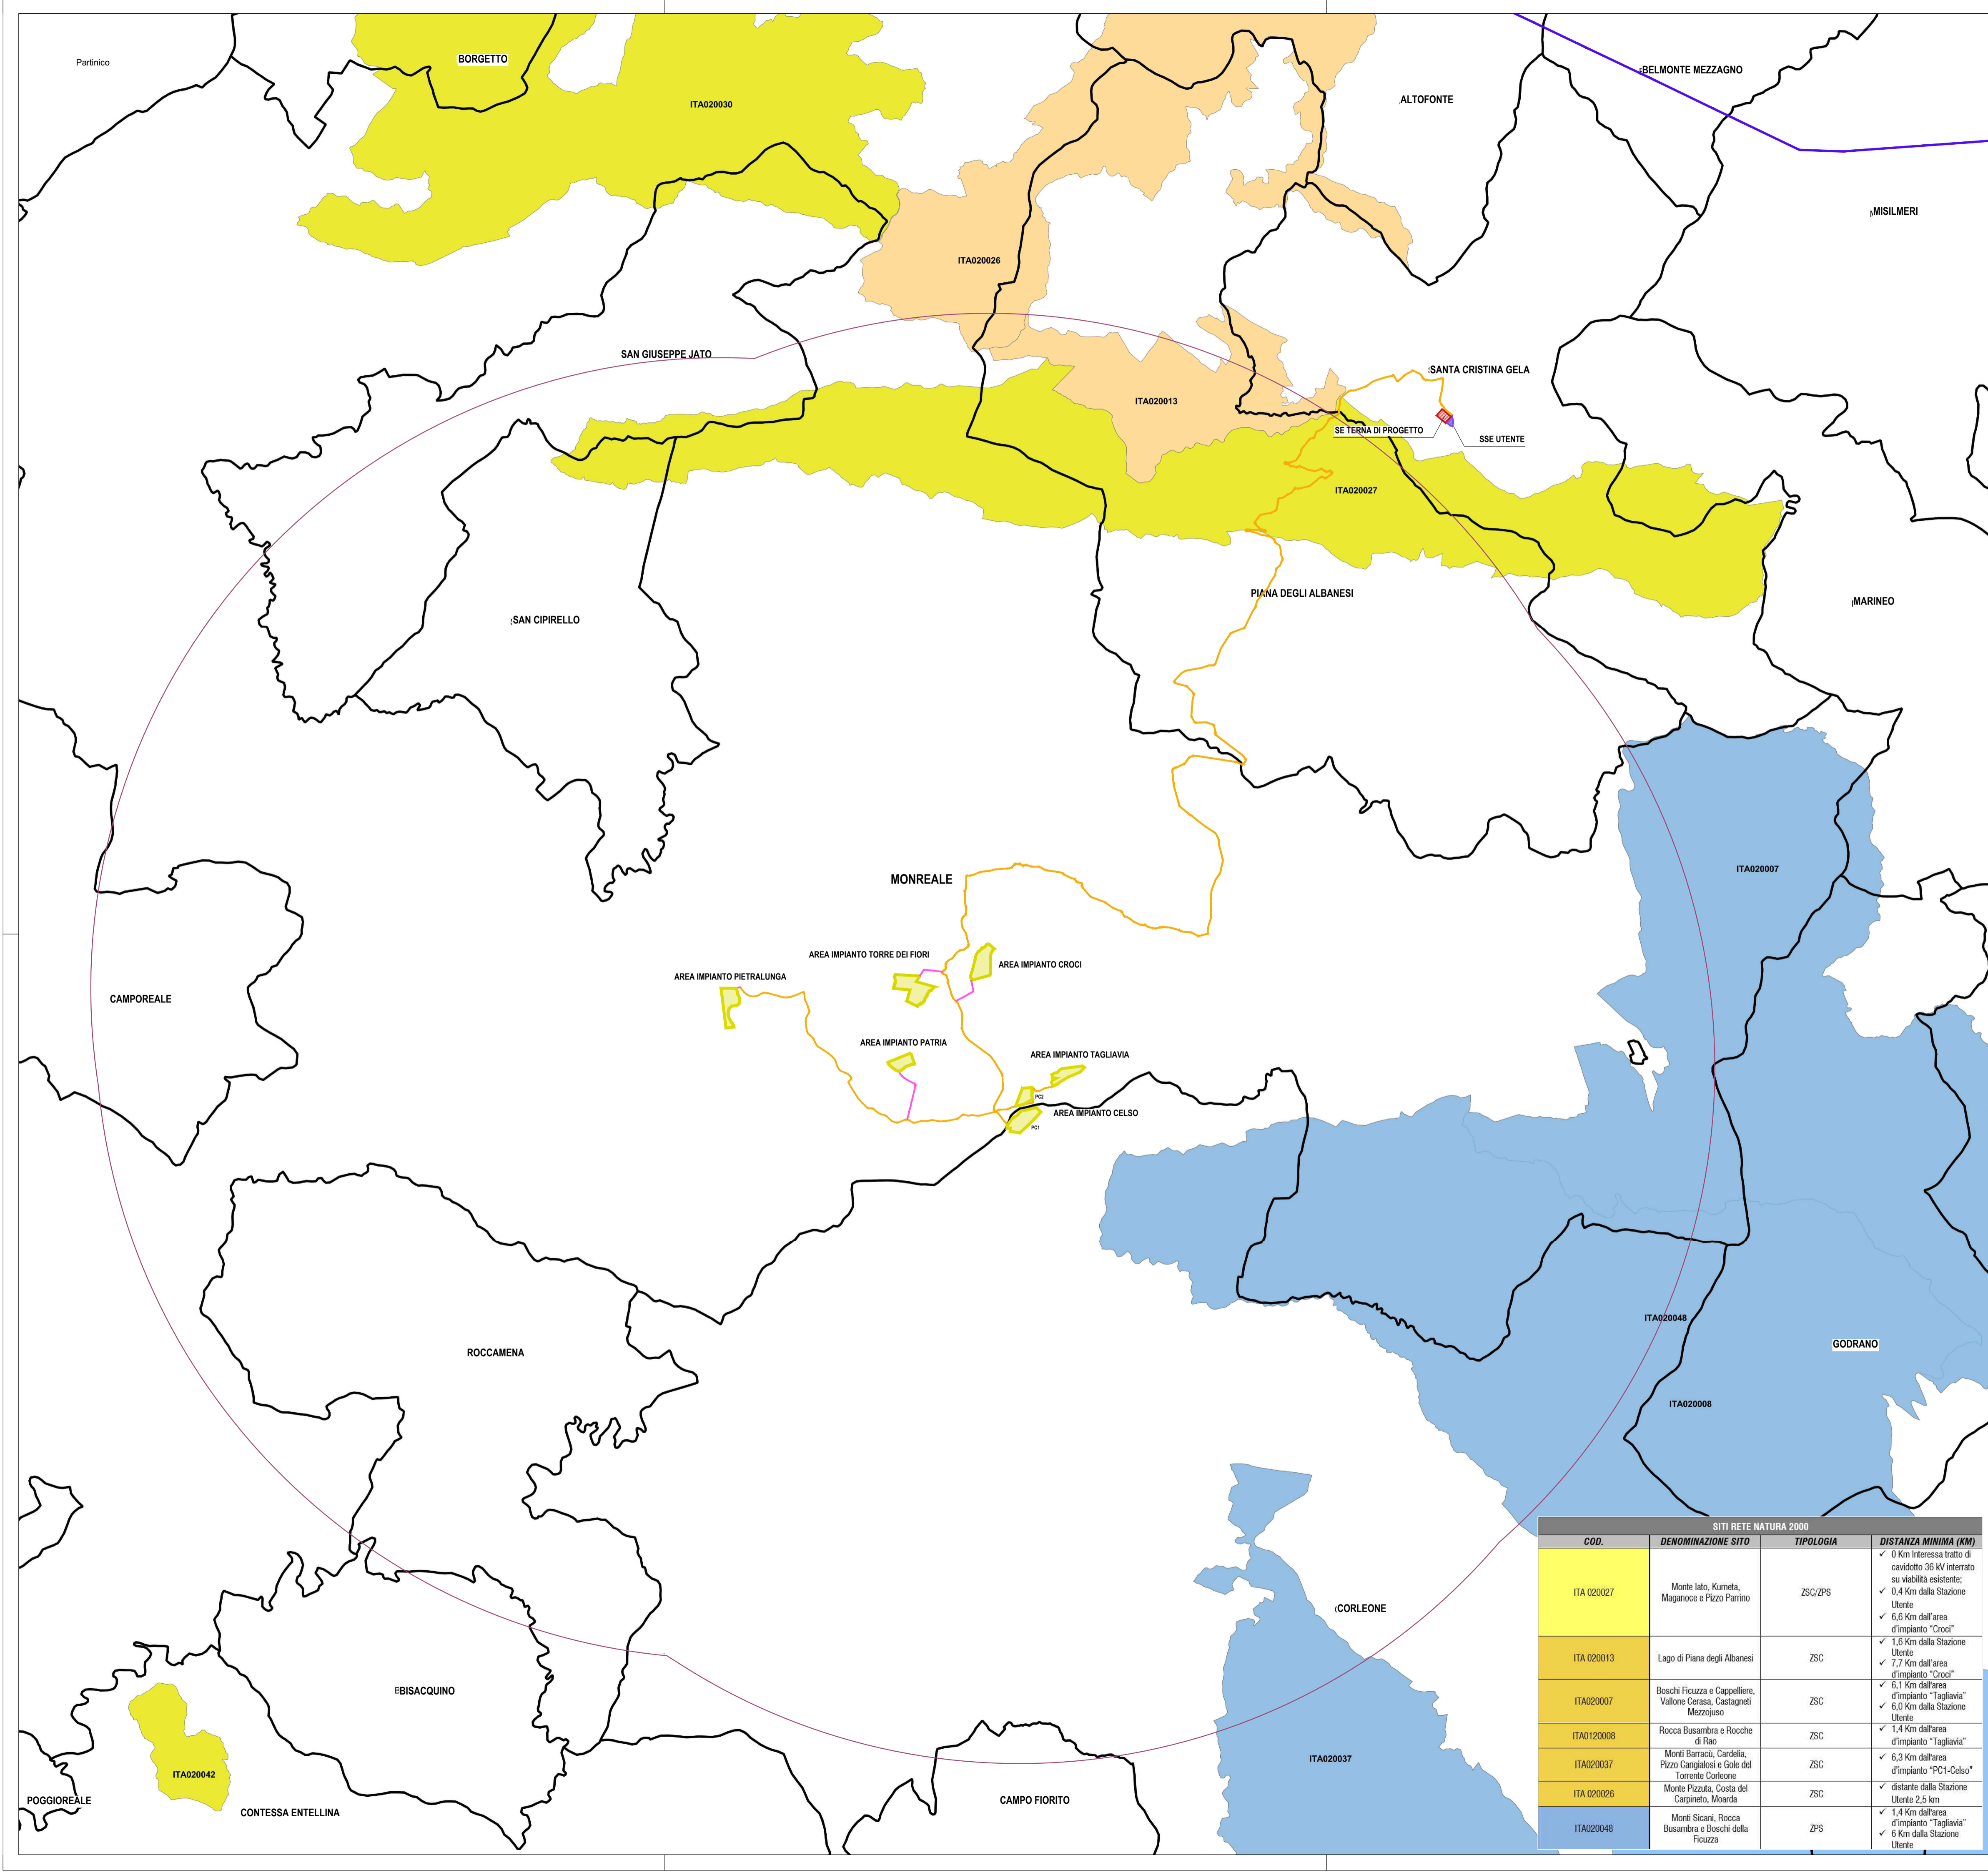 Partinico
BORGETTO
ITA020030
BELMONTE MEZZAGNO
ALTOFONTE
MISILMERI
ITA020026
SAN GIUSEPPE JATO
SANTA CRISTINA GELA
ITA020013
SE TERNA DI PROGETTO
SSE UTENTE
ITA020027
PIANA DEGLI ALBANESI
MARINEO
SAN CIPIRELLO
ITA020007
MONREALE
AREA IMPIANTO TORRE DEI FIORI
AREA IMPIANTO CROCI
AREA IMPIANTO PIETRALUNGA
CAMPOREALE
AREA IMPIANTO PATRIA
AREA IMPIANTO TAGLIAVIA
PC2
AREA IMPIANTO CELSO
PC1
ITA020048
GODRANO
ROCCAMENA
ITA020008
CORLEONE
BISACQUINO
ITA020037
ITA020042
POGGIOREALE
CONTESSA ENTELLINA
CAMPO FIORITO
SITI RETE NATURA 2000
COD. DENOMINAZIONE SITO TIPOLOGIA DISTANZA MINIMA (KM)
ITA 020027
Monte Iato, Kumeta,
Maganoce e Pizzo Parrino
ZSC/ZPS
✓ 0 Km Interessa tratto di
cavidotto 36 kV interrato
su viabilità esistente;
✓ 0,4 Km dalla Stazione
Utente
✓ 6,6 Km dall'area
d'impianto "Croci"
ITA 020013
Lago di Piana degli Albanesi
ZSC
✓ 1,6 Km dalla Stazione
Utente
✓ 7,7 Km dall'area
d'impianto "Croci"
ITA020007
Boschi Ficuzza e Cappelliere,
Vallone Cerasa, Castagneti
Mezzojuso
ZSC
✓ 6,1 Km dall'area
d'impianto "Tagliavia"
✓ 6,0 Km dalla Stazione
Utente
ITA0120008
Rocca Busambra e Rocche
di Rao
ZSC
✓ 1,4 Km dall'area
d'impianto "Tagliavia"
ITA020037
Monti Barracù, Cardelia,
Pizzo Cangialosi e Gole del
Torrente Corleone
ZSC
✓ 6,3 Km dall'area
d'impianto "PC1-Celso"
ITA 020026
Monte Pizzuta, Costa del
Carpineto, Moarda
ZSC
✓ distante dalla Stazione
Utente 2,5 km
ITA020048
Monti Sicani, Rocca
Busambra e Boschi della
Ficuzza
ZPS
✓ 1,4 Km dall'area
d'impianto "Tagliavia"
✓ 6 Km dalla Stazione
Utente